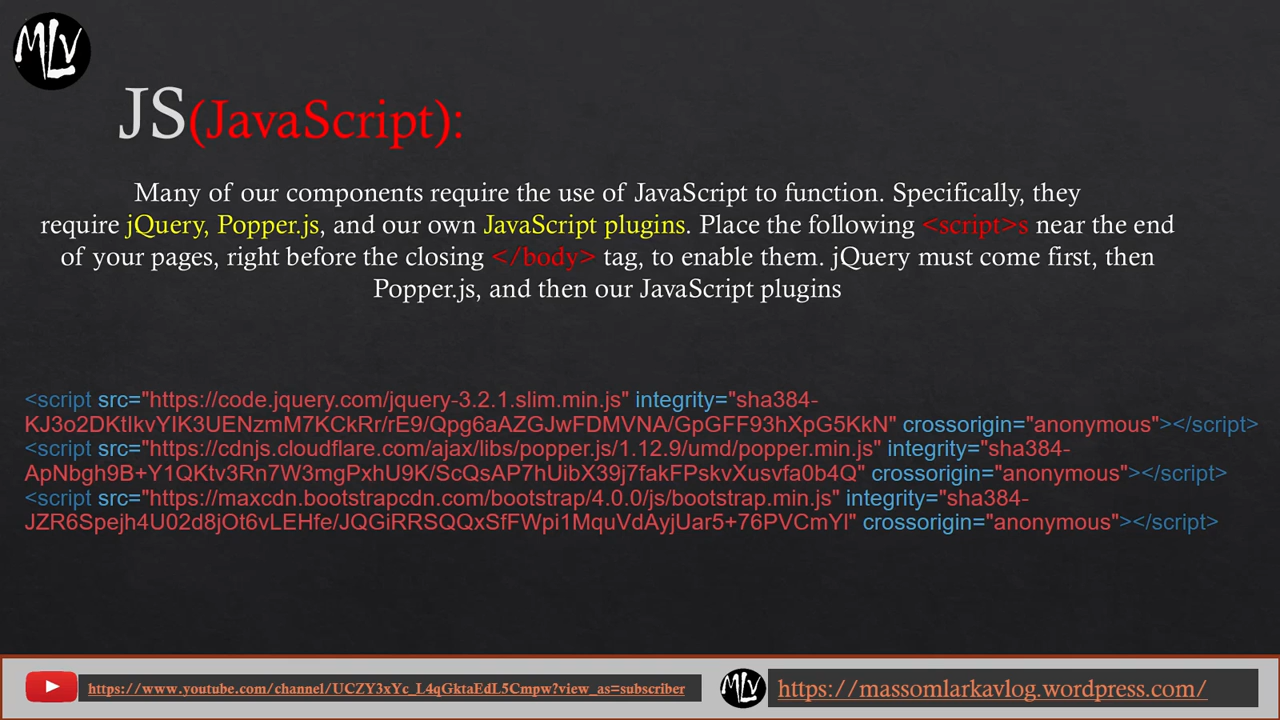 MLV
JS(JavaScript):
Many of our components require the use of JavaScript to function. Specifically, they
require jQuery, Popper.js, and our own JavaScript plugins. Place the following <script>s near the end
of your pages, right before the closing </body> tag, to enable them. jQuery must come first, then
Popper.js, and then our JavaScript plugins
<script src="https://code.jquery.com/jquery-3.2.1.slim.min.js" integrity="sha384-
KJ3o2DKtIkvYIK3UENzmM7KCkRr/rE9/Qpg6aAZGJwFDMVNA/GpGFF93hXpG5KkN" crossorigin="anonymous"></script>
<script src="https://cdnjs.cloudflare.com/ajax/libs/popper.js/1.12.9/umd/popper.min.js" integrity="sha384-
ApNbgh9B+Y1QKtv3Rn7W3mgPxhU9K/ScQsAP7hUibX39j7fakFPskvXusvfa0b4Q" crossorigin="anonymous"></script>
<script src="https://maxcdn.bootstrapcdn.com/bootstrap/4.0.0/js/bootstrap.min.js" integrity="sha384-
JZR6Spejh4U02d8jOt6vLEHfe/JQGiRRSQQxSfFWpi1MquVdAyjUar5+76PVCmYl" crossorigin="anonymous"></script>
https://www.youtube.com/channel/UCZY3xYc_L4qGktaEdL5Cmpw?view_as=subscriber
MLV
https://massomlarkavlog.wordpress.com/